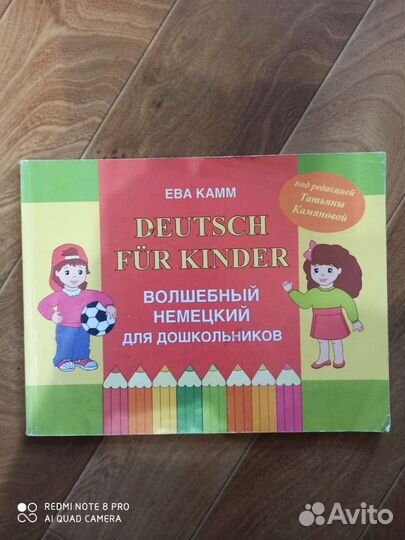 ЕВА КАММ
под редакцией
Татьяны
Камяновой
DEUTSCH
FÜR KINDER
ВОЛШЕБНЫЙ
НЕМЕЦКИЙ
ДЛЯ ДОШКОЛЬНИКОВ
REDMI NOTE 8 PRO
AI QUAD CAMERA
Avito